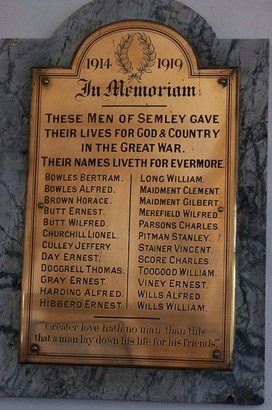 1914 1919
In Memoriam
THESE MEN OF SEMLEY GAVE
THEIR LIVES FOR GOD & COUNTRY
IN THE GREAT WAR.
THEIR NAMES LIVETH FOR EVERMORE.
BOWLES BERTRAM.
BOWLES ALFRED.
BROWN HORACE.
BUTT ERNEST.
BUTT WILFRED.
CHURCHILL LIONEL.
CULLEY JEFFERY.
DAY ERNEST.
DOGGRELL THOMAS.
GRAY ERNEST.
HARDING ALFRED.
HIBBERD ERNEST.
LONG WILLIAM.
MAIDMENT CLEMENT.
MAIDMENT GILBERT.
MEREFIELD WILFRED.
PARSONS CHARLES.
PITMAN STANLEY.
STAINER VINCENT.
SCORE CHARLES.
TOOGOOD WILLIAM.
VINEY ERNEST.
WILLS ALFRED.
WILLS WILLIAM.
"Greater love hath no man than this
that a man lay down his life for his friends"